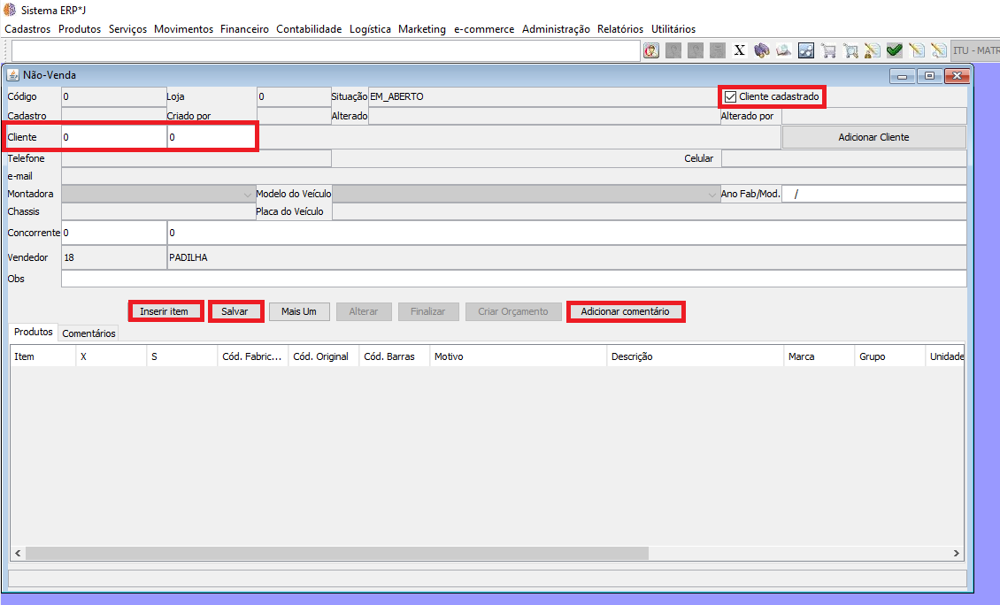 Sistema ERP*J
Cadastros Produtos Serviços Movimentos Financeiro Contabilidade Logística Marketing e-commerce Administração Relatórios Utilitários
X ITU - MATR
Não-Venda
Código 0 Loja 0 Situação EM_ABERTO Cliente cadastrado
Cadastro Criado por Alterado Alterado por
Cliente 0 0 Adicionar Cliente
Telefone Celular
e-mail
Montadora Modelo do Veículo Ano Fab/Mod. /
Chassis Placa do Veículo
Concorrente 0 0
Vendedor 18 PADILHA
Obs
Inserir item Salvar Mais Um Alterar Finalizar Criar Orçamento Adicionar comentário
Produtos Comentários
Item X S Cód. Fabric... Cód. Original Cód. Barras Motivo Descrição Marca Grupo Unidade